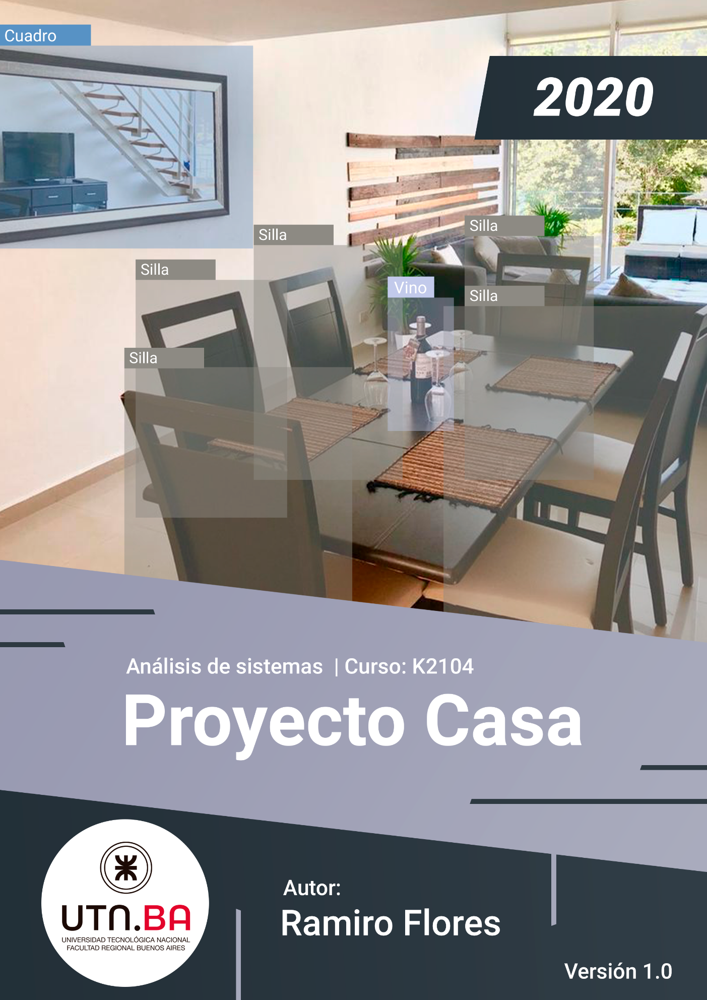 Cuadro
2020
Silla
Silla
Silla
Vino
Silla
Silla
Análisis de sistemas | Curso: K2104
Proyecto Casa
UTN.BA
UNIVERSIDAD TECNOLÓGICA NACIONAL
FACULTAD REGIONAL BUENOS AIRES
Autor:
Ramiro Flores
Versión 1.0